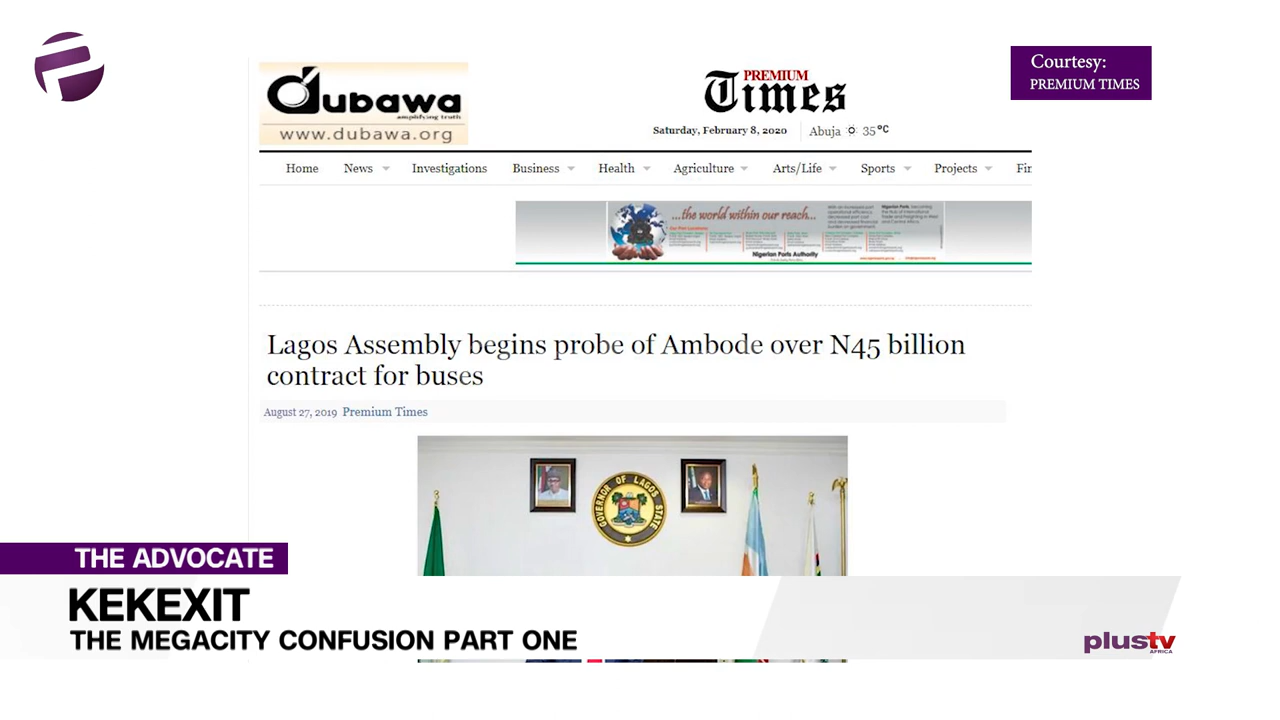 Courtesy:
PREMIUM TIMES
dubawa
amplifying truth
www.dubawa.org
PREMIUM
Times
Saturday, February 8, 2020
Abuja 35°C
Home News Investigations Business Health Agriculture Arts/Life Sports Projects Fin
...the world within our reach...
Nigerian Ports Authority
Lagos Assembly begins probe of Ambode over N45 billion
contract for buses
August 27, 2019 Premium Times
GOVERNOR OF LAGOS STATE
THE ADVOCATE
KEKEXIT
THE MEGACITY CONFUSION PART ONE
plustv
AFRICA